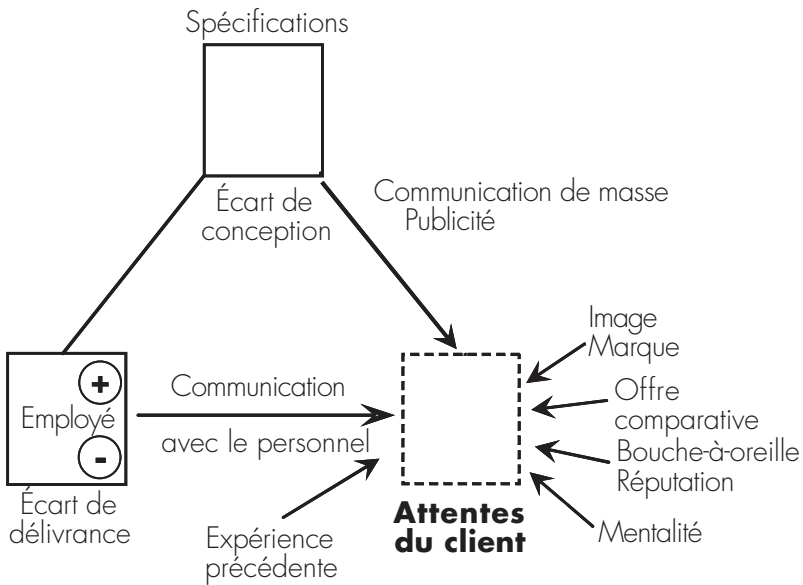 Spécifications
Écart de
conception
Communication de masse
Publicité
Image
Marque
Offre
comparative
Bouche-à-oreille
Réputation
Mentalité
+
Employé
-
Communication
avec le personnel
Écart de
délivrance
Expérience
précédente
Attentes
du client